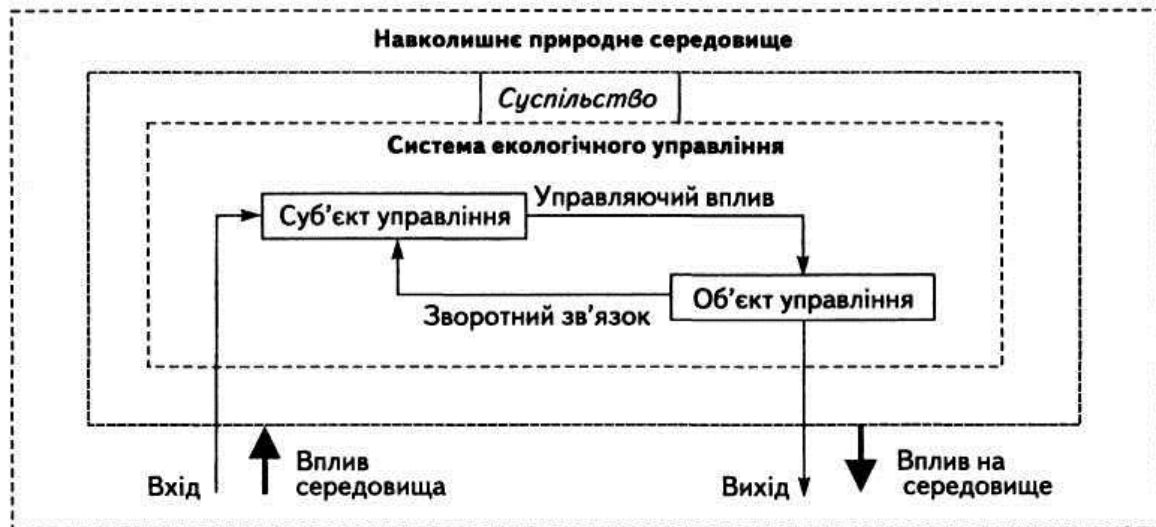 Навколишнє природне середовище
Суспільство
Система екологічного управління
Управляючий вплив
Суб'єкт управління
Об'єкт управління
Зворотний зв'язок
Вплив
середовища
Вхід
Вихід
Вплив на
середовище